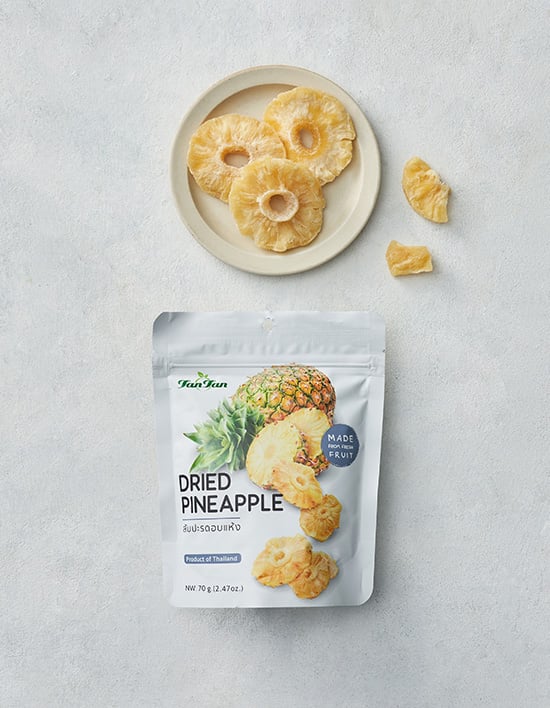 FanFan
MADE
FROM FRESH
FRUIT
DRIED
PINEAPPLE
สับปะรดอบแห้ง
Product of Thailand
NW. 70 g.(2.47oz.)